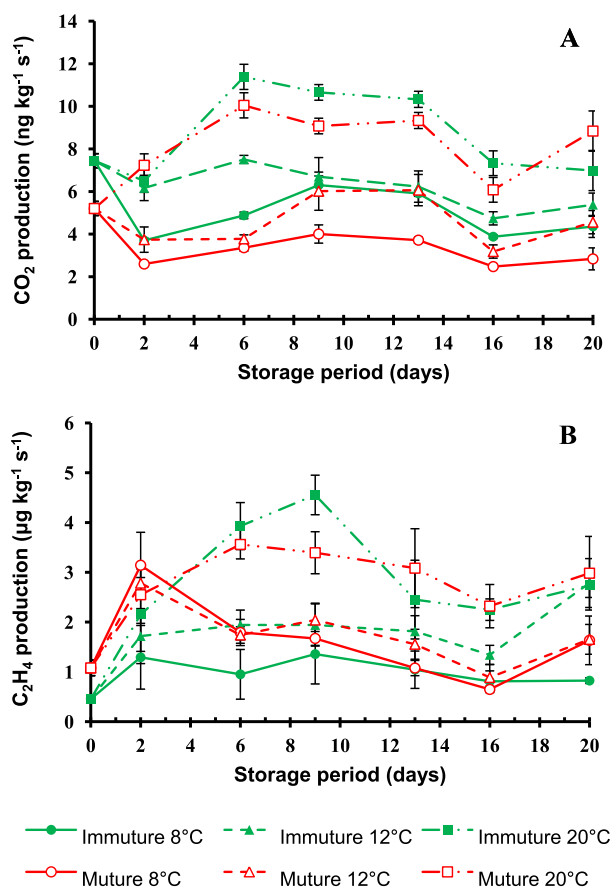 A
CO₂ production (ng kg⁻¹ s⁻¹)
14
12
10
8
6
4
2
0
0 2 4 6 8 10 12 14 16 18 20
Storage period (days)
B
C₂H₄ production (µg kg⁻¹ s⁻¹)
6
5
4
3
2
1
0
0 2 4 6 8 10 12 14 16 18 20
Storage period (days)
Immuture 8°C Immuture 12°C Immuture 20°C
Muture 8°C Muture 12°C Muture 20°C